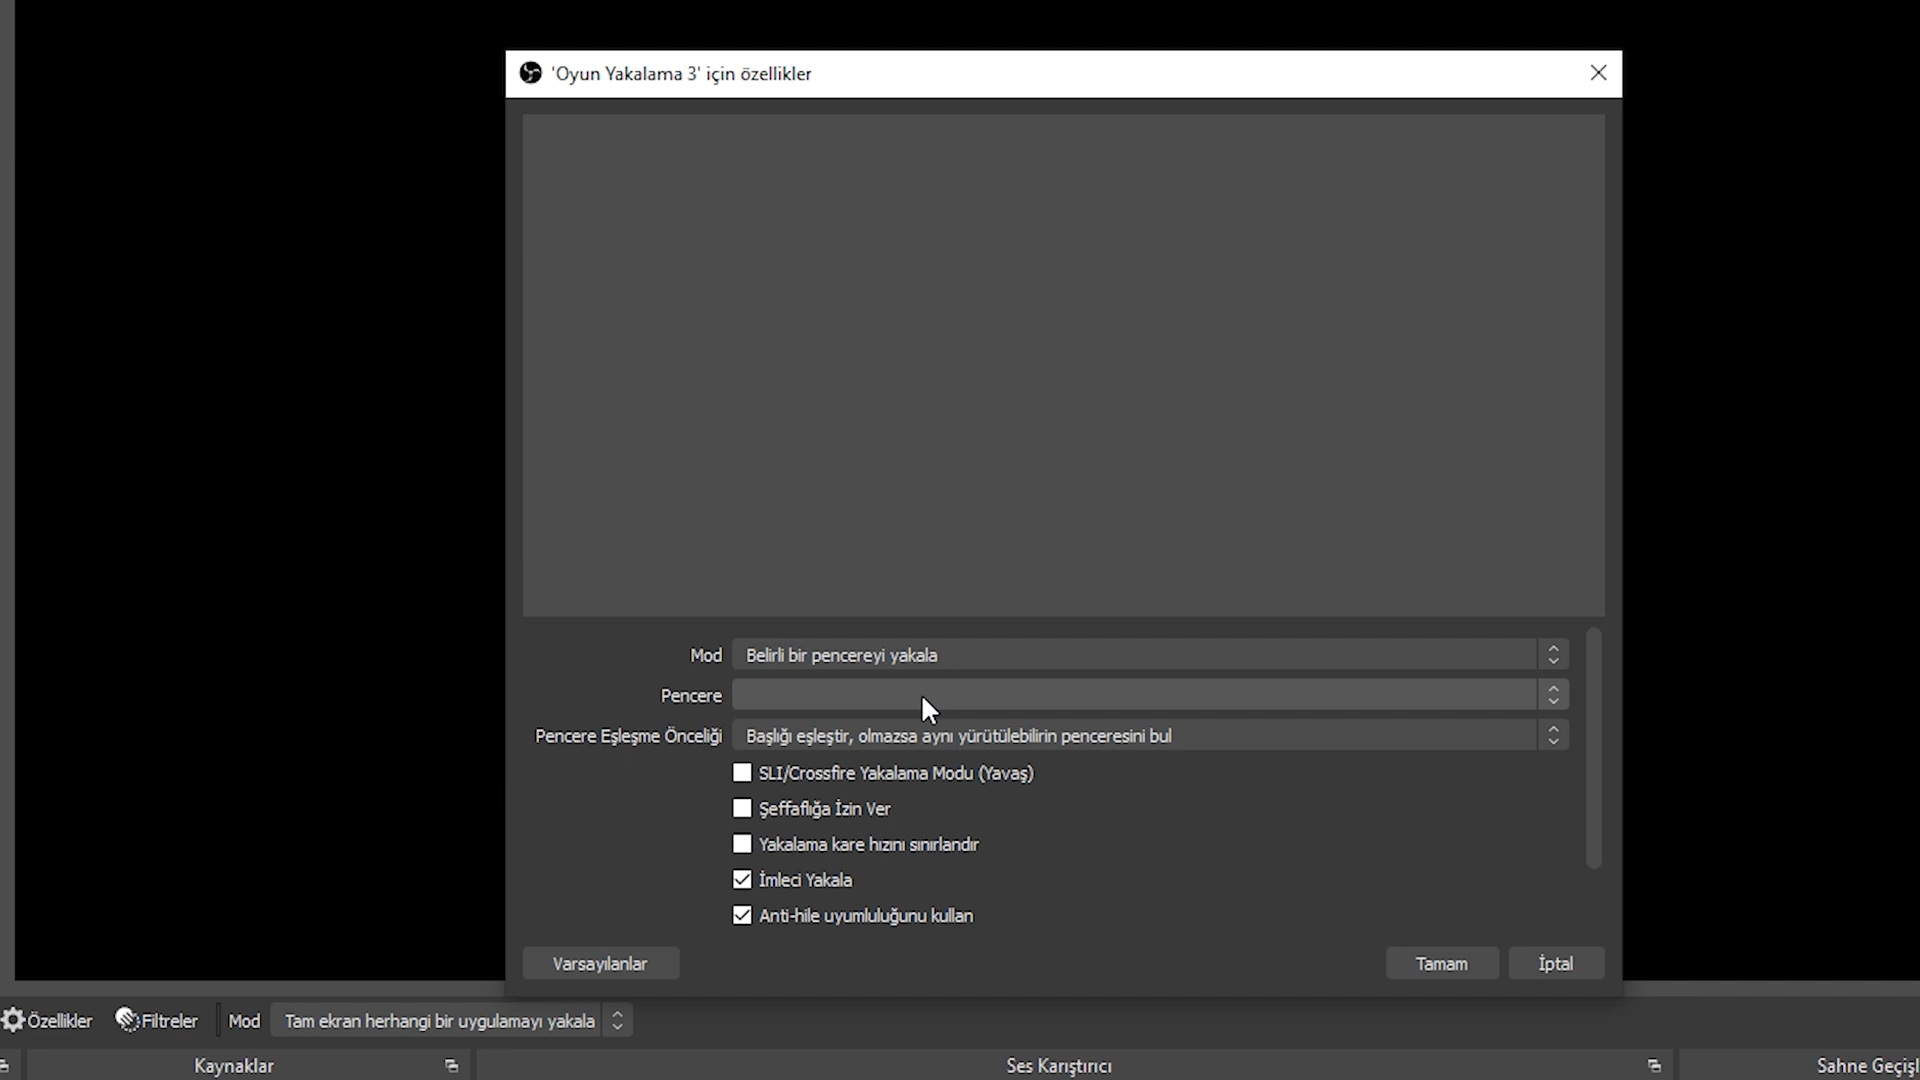 'Oyun Yakalama 3' için özellikler
Mod
Belirli bir pencereyi yakala
Pencere
Pencere Eşleşme Önceliği
Başlığı eşleştir, olmazsa aynı yürütülebilirin penceresini bul
SLI/Crossfire Yakalama Modu (Yavaş)
Şeffaflığa İzin Ver
Yakalama kare hızını sınırlandır
İmleci Yakala
Anti-hile uyumluluğunu kullan
Varsayılanlar
Tamam
İptal
Özellikler
Filtreler
Mod
Tam ekran herhangi bir uygulamayı yakala
Kaynaklar
Ses Karıştırıcı
Sahne